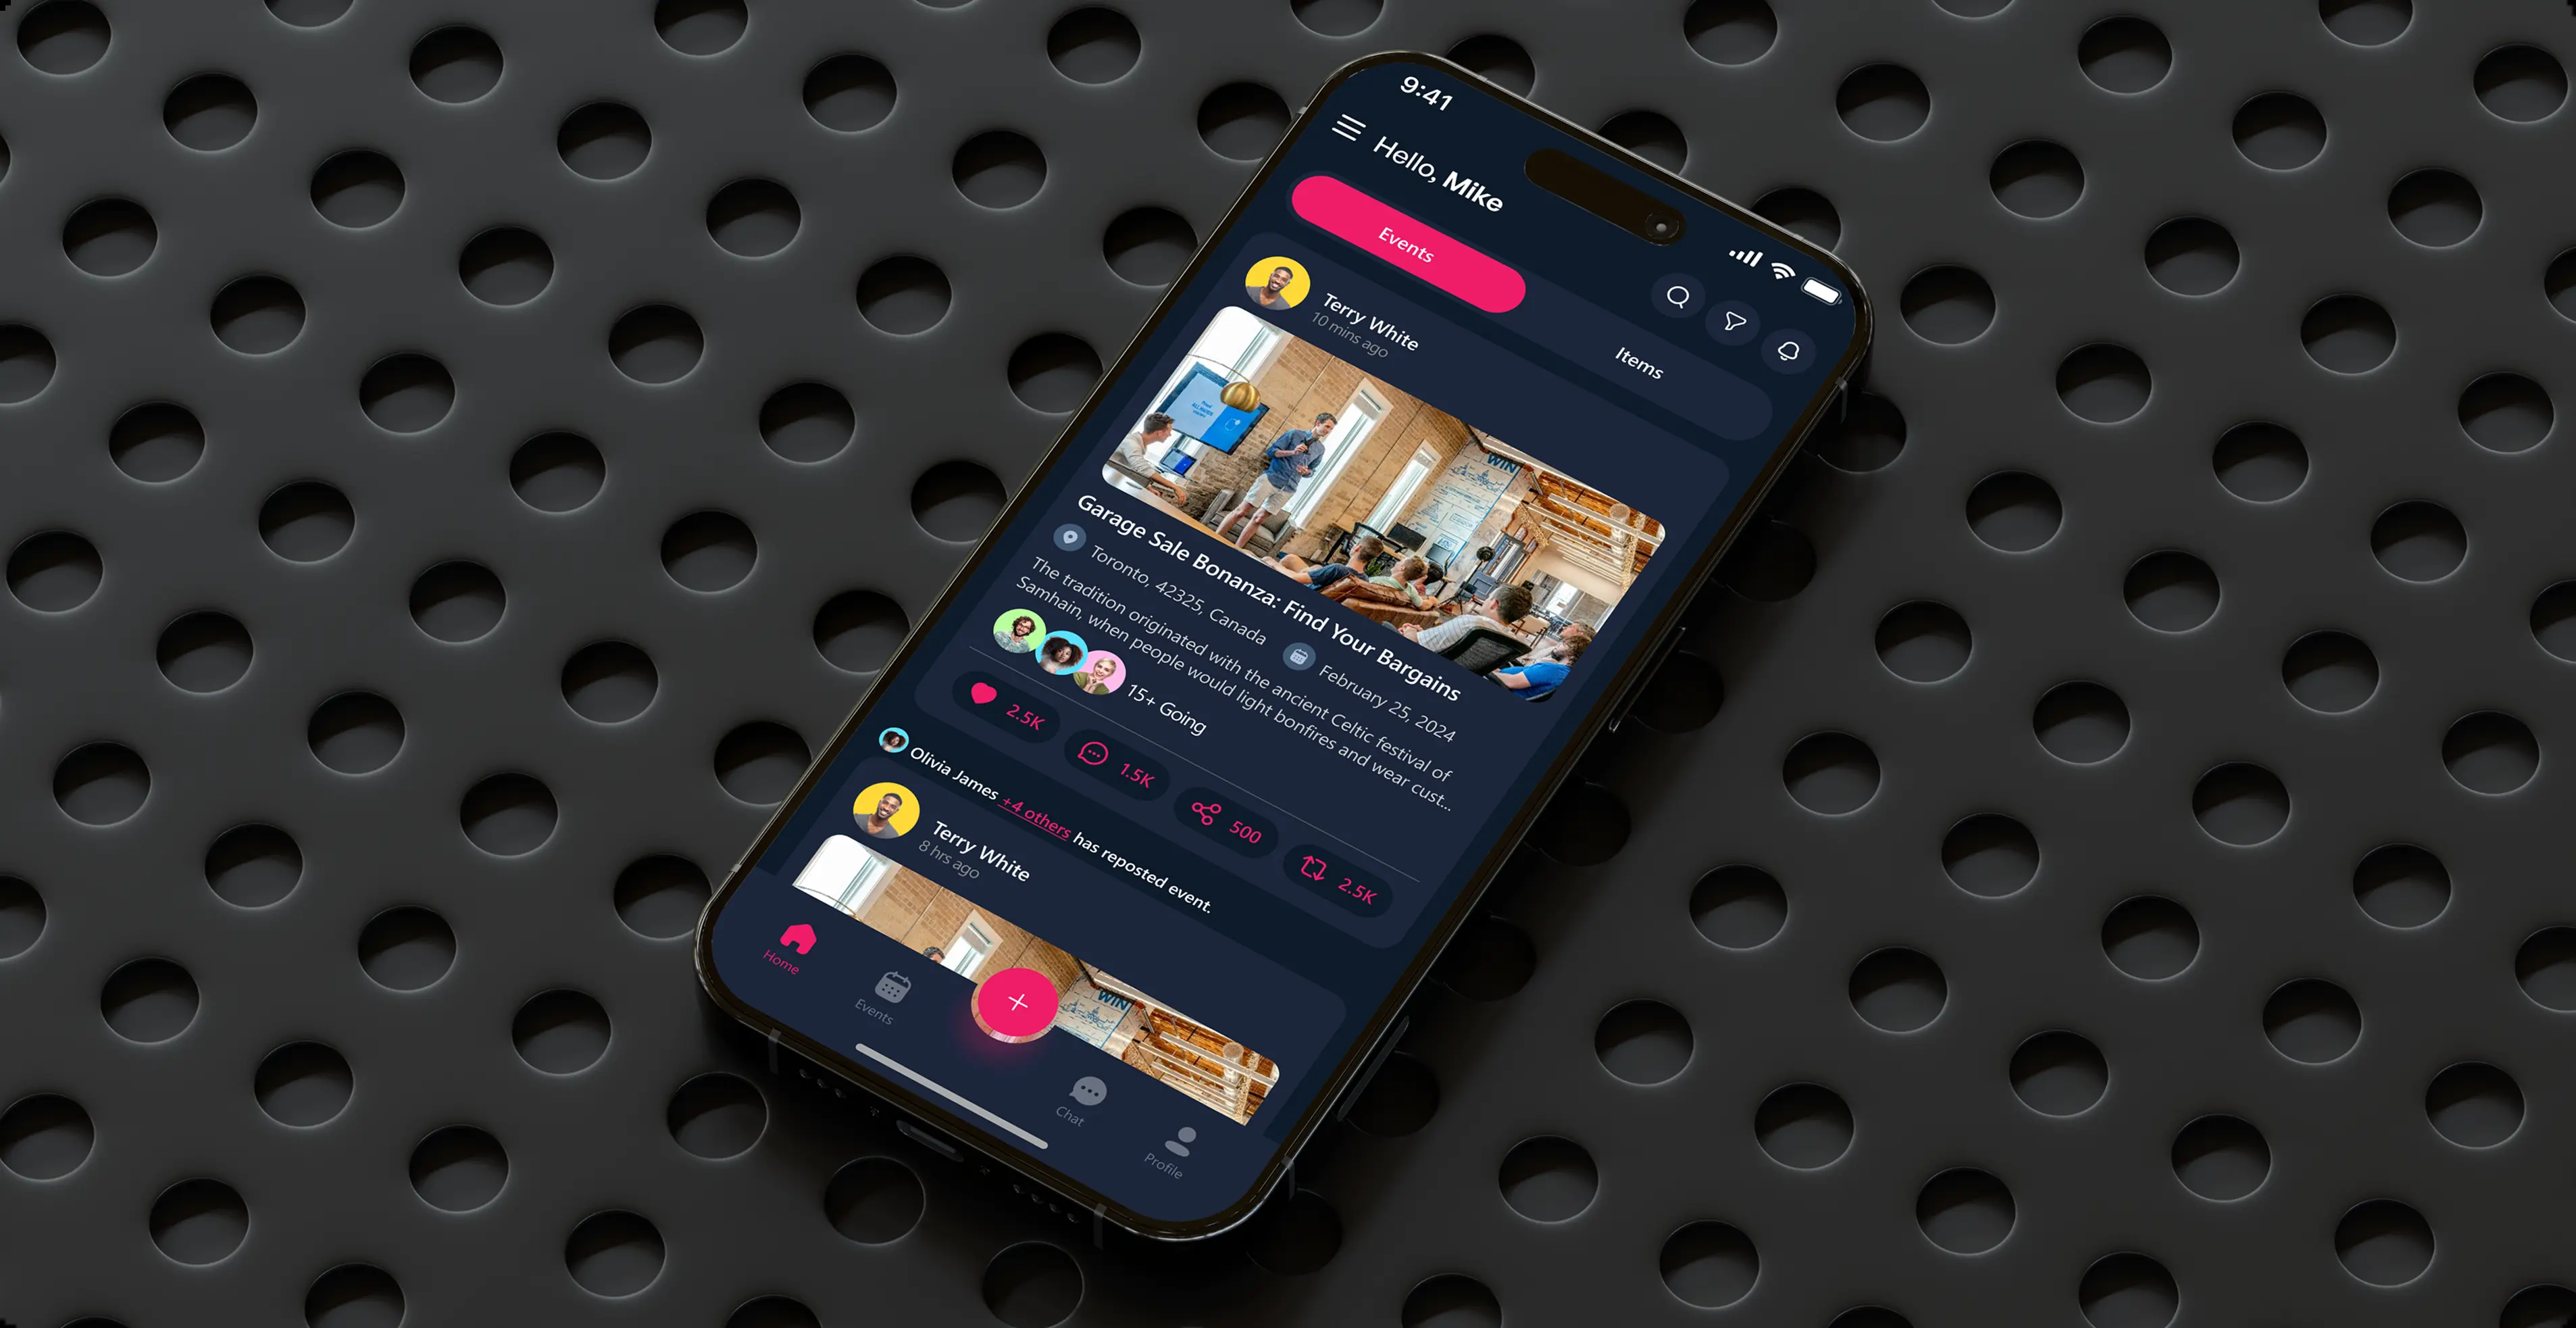 9:41
Hello, Mike
Events
Items
Terry White
10 mins ago
WIN
Garage Sale Bonanza: Find Your Bargains
Toronto, 42325, Canada
February 25, 2024
The tradition originated with the ancient Celtic festival of
Samhain, when people would light bonfires and wear cust...
15+ Going
2.5K
1.5K
500
2.5K
Olivia James +4 others has reposted event.
Terry White
8 hrs ago
WIN
Home
Events
Chat
Profile